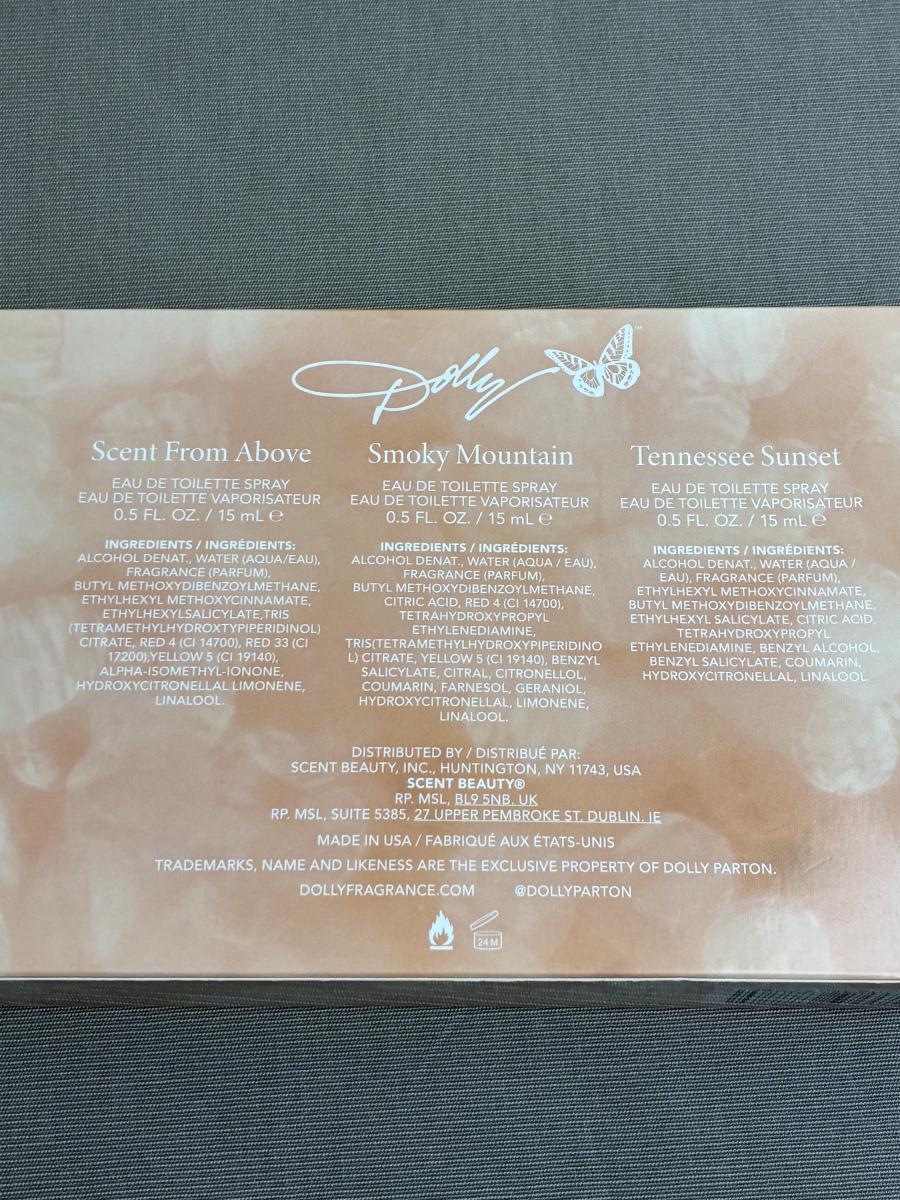 Dolly
™
Scent From Above
EAU DE TOILETTE SPRAY
EAU DE TOILETTE VAPORISATEUR
0.5 FL. OZ. / 15 mL ℮
INGREDIENTS / INGRÉDIENTS:
ALCOHOL DENAT., WATER (AQUA/EAU),
FRAGRANCE (PARFUM),
BUTYL METHOXYDIBENZOYLMETHANE,
ETHYLHEXYL METHOXYCINNAMATE,
ETHYLHEXYLSALICYLATE,TRIS
(TETRAMETHYLHYDROXTYPIPERIDINOL)
CITRATE, RED 4 (CI 14700), RED 33 (CI
17200),YELLOW 5 (CI 19140),
ALPHA-ISOMETHYL-IONONE,
HYDROXYCITRONELLAL LIMONENE,
LINALOOL.
Smoky Mountain
EAU DE TOILETTE SPRAY
EAU DE TOILETTE VAPORISATEUR
0.5 FL. OZ. / 15 mL ℮
INGREDIENTS / INGRÉDIENTS:
ALCOHOL DENAT., WATER (AQUA / EAU),
FRAGRANCE (PARFUM),
BUTYL METHOXYDIBENZOYLMETHANE,
CITRIC ACID, RED 4 (CI 14700),
TETRAHYDROXYPROPYL
ETHYLENEDIAMINE,
TRIS(TETRAMETHYLHYDROXYPIPERIDINO
L) CITRATE, YELLOW 5 (CI 19140), BENZYL
SALICYLATE, CITRAL, CITRONELLOL,
COUMARIN, FARNESOL, GERANIOL,
HYDROXYCITRONELLAL, LIMONENE,
LINALOOL.
Tennessee Sunset
EAU DE TOILETTE SPRAY
EAU DE TOILETTE VAPORISATEUR
0.5 FL. OZ. / 15 mL ℮
INGREDIENTS / INGRÉDIENTS:
ALCOHOL DENAT., WATER (AQUA /
EAU), FRAGRANCE (PARFUM),
ETHYLHEXYL METHOXYCINNAMATE,
BUTYL METHOXYDIBENZOYLMETHANE,
ETHYLHEXYL SALICYLATE, CITRIC ACID,
TETRAHYDROXYPROPYL
ETHYLENEDIAMINE, BENZYL ALCOHOL,
BENZYL SALICYLATE, COUMARIN,
HYDROXYCITRONELLAL, LINALOOL.
DISTRIBUTED BY / DISTRIBUÉ PAR:
SCENT BEAUTY, INC., HUNTINGTON, NY 11743, USA
SCENT BEAUTY®
RP. MSL, BL9 5NB. UK
RP. MSL, SUITE 5385, 27 UPPER PEMBROKE ST, DUBLIN. IE
MADE IN USA / FABRIQUÉ AUX ÉTATS-UNIS
TRADEMARKS, NAME AND LIKENESS ARE THE EXCLUSIVE PROPERTY OF DOLLY PARTON.
DOLLYFRAGRANCE.COM @DOLLYPARTON
24 M